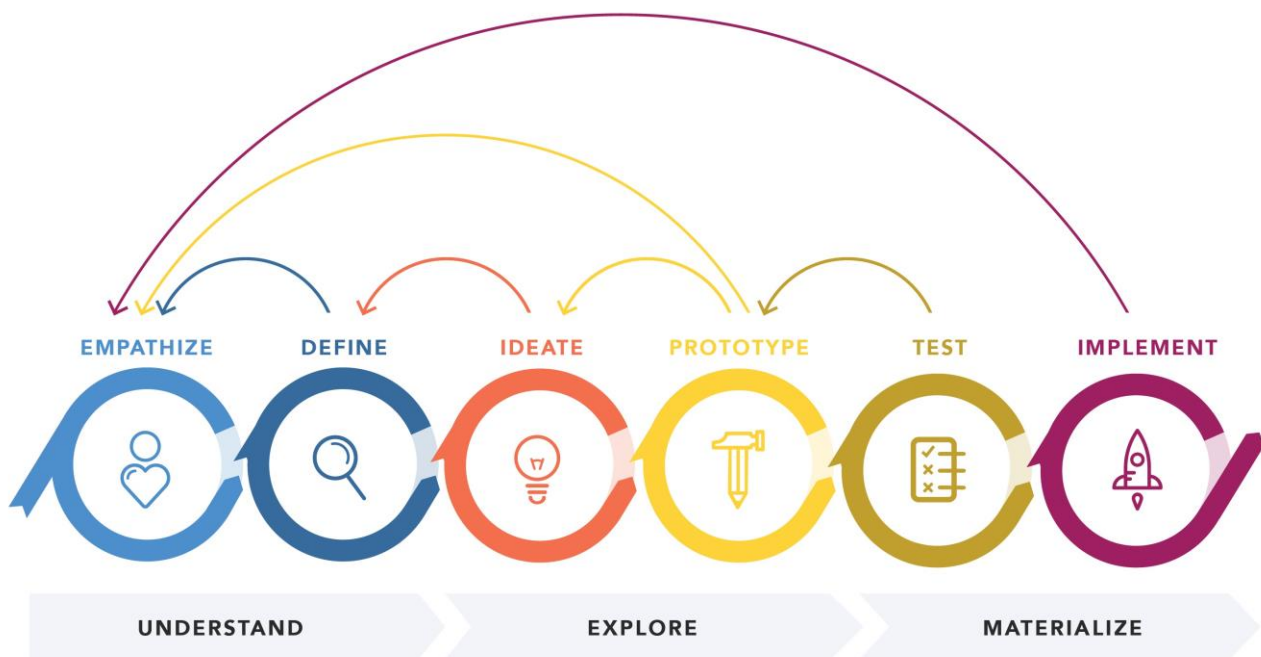 EMPATHIZE
DEFINE
IDEATE
PROTOTYPE
TEST
IMPLEMENT
UNDERSTAND
EXPLORE
MATERIALIZE